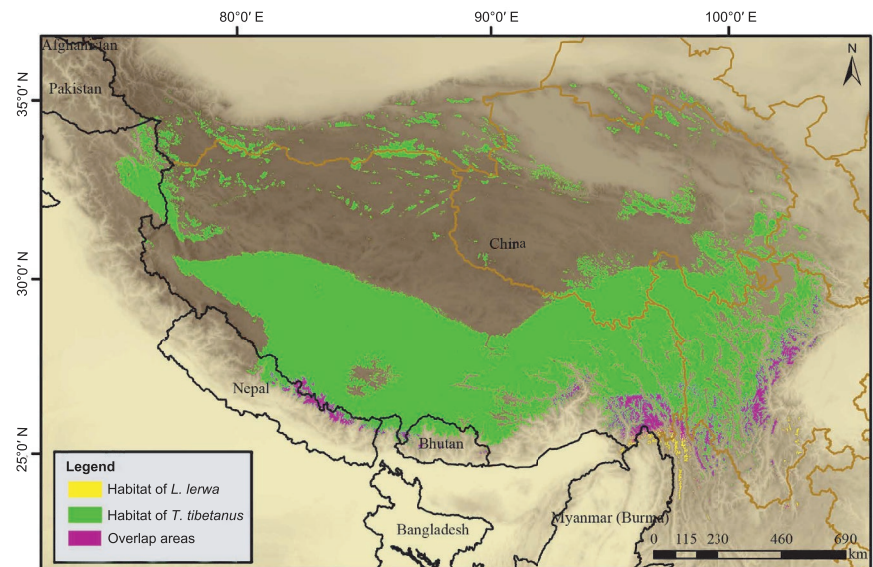 80°0′ E 90°0′ E 100°0′ E
Afghanistan
N
Pakistan
35°0′ N
China
30°0′ N
Nepal
Bhutan
25°0′ N
Legend
Habitat of L. lerwa
Habitat of T. tibetanus
Overlap areas
Myanmar (Burma)
Bangladesh
0 115 230 460 690
km